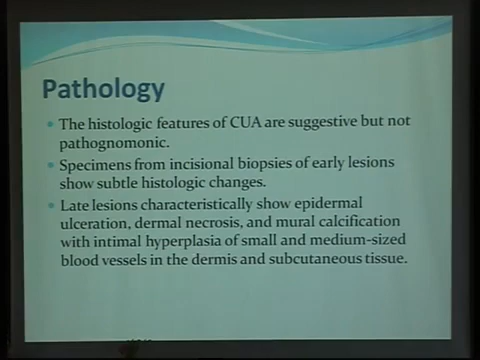 Pathology
The histologic features of CUA are suggestive but not
pathognomonic.
Specimens from incisional biopsies of early lesions
show subtle histologic changes.
Late lesions characteristically show epidermal
ulceration, dermal necrosis, and mural calcification
with intimal hyperplasia of small and medium-sized
blood vessels in the dermis and subcutaneous tissue.